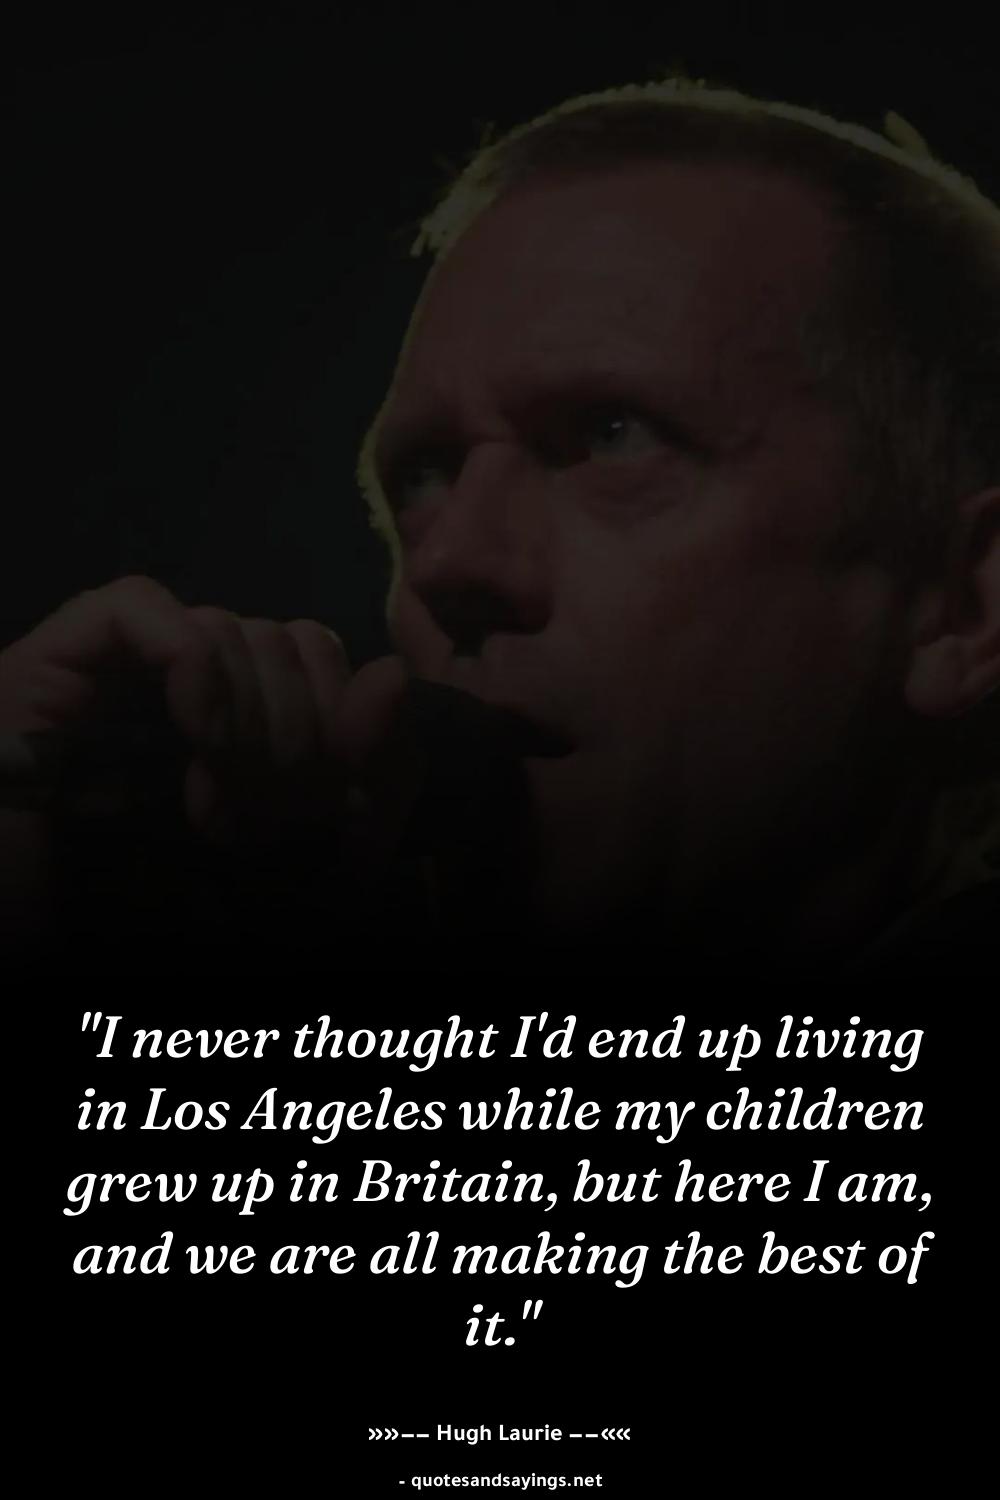 "I never thought I'd end up living
in Los Angeles while my children
grew up in Britain, but here I am,
and we are all making the best of
it."
»»–– Hugh Laurie ––««
- quotesandsayings.net